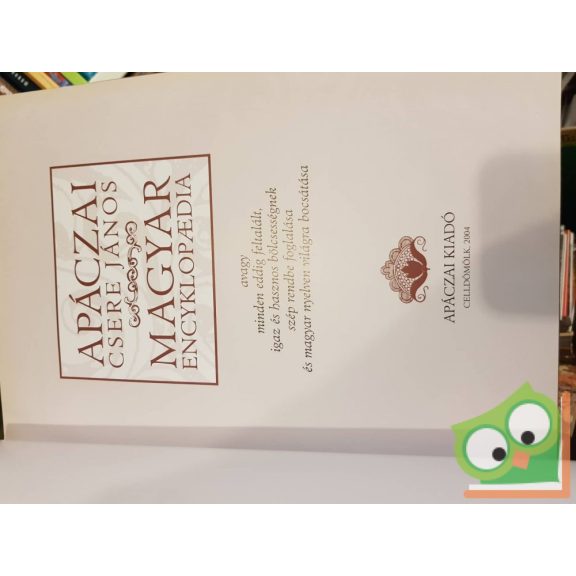 APÁCZAI
CSERE JÁNOS
MAGYAR
ENCYKLOPÆDIA
avagy
minden eddig feltalált,
igaz és hasznos bölcsességnek
szép rendbe foglalása
és magyar nyelven világra bocsátása
APÁCZAI KIADÓ
CELLDÖMÖLK, 2004